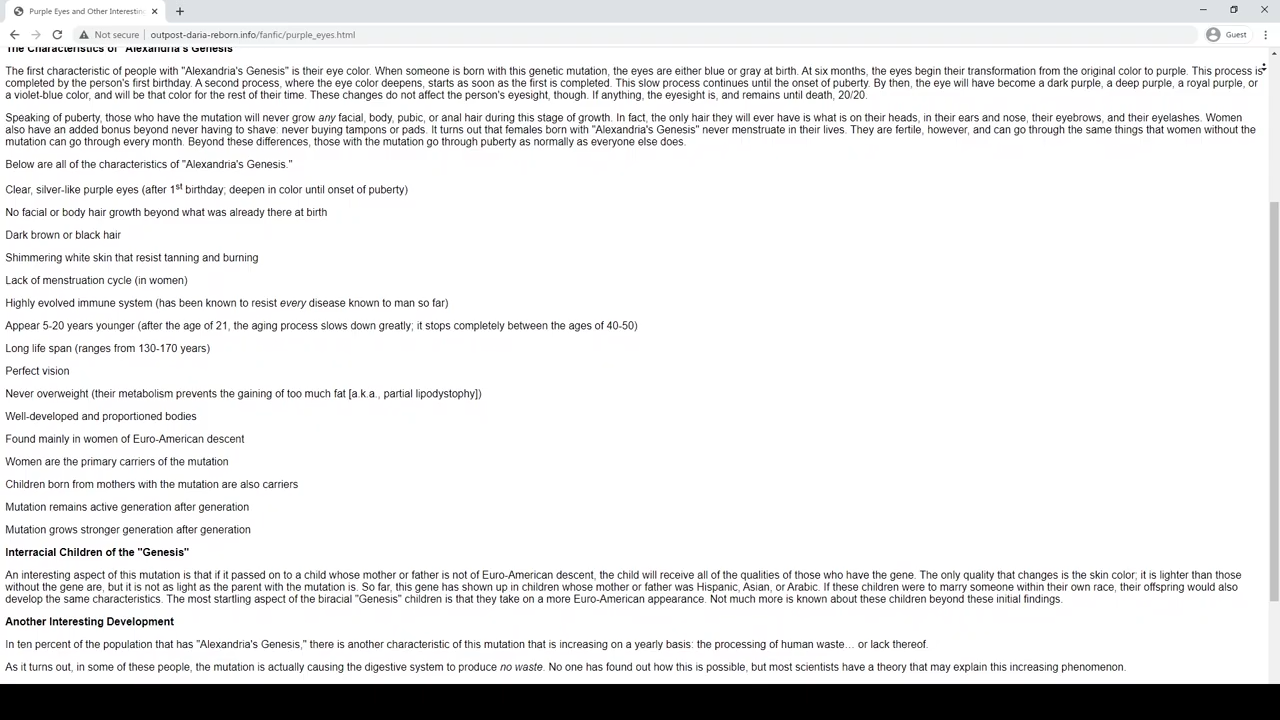 Purple Eyes and Other Interesting
Not secure | outpost-daria-reborn.info/fanfic/purple_eyes.html
Guest
The Characteristics of "Alexandria's Genesis"
The first characteristic of people with "Alexandria's Genesis" is their eye color. When someone is born with this genetic mutation, the eyes are either blue or gray at birth. At six months, the eyes begin their transformation from the original color to purple. This process is
completed by the person's first birthday. A second process, where the eye color deepens, starts as soon as the first is completed. This slow process continues until the onset of puberty. By then, the eye will have become a dark purple, a deep purple, a royal purple, or
a violet-blue color, and will be that color for the rest of their time. These changes do not affect the person's eyesight, though. If anything, the eyesight is, and remains until death, 20/20.
Speaking of puberty, those who have the mutation will never grow any facial, body, pubic, or anal hair during this stage of growth. In fact, the only hair they will ever have is what is on their heads, in their ears and nose, their eyebrows, and their eyelashes. Women
also have an added bonus beyond never having to shave: never buying tampons or pads. It turns out that females born with "Alexandria's Genesis" never menstruate in their lives. They are fertile, however, and can go through the same things that women without the
mutation can go through every month. Beyond these differences, those with the mutation go through puberty as normally as everyone else does.
Below are all of the characteristics of "Alexandria's Genesis."
Clear, silver-like purple eyes (after 1st birthday; deepen in color until onset of puberty)
No facial or body hair growth beyond what was already there at birth
Dark brown or black hair
Shimmering white skin that resist tanning and burning
Lack of menstruation cycle (in women)
Highly evolved immune system (has been known to resist every disease known to man so far)
Appear 5-20 years younger (after the age of 21, the aging process slows down greatly; it stops completely between the ages of 40-50)
Long life span (ranges from 130-170 years)
Perfect vision
Never overweight (their metabolism prevents the gaining of too much fat [a.k.a., partial lipodystophy])
Well-developed and proportioned bodies
Found mainly in women of Euro-American descent
Women are the primary carriers of the mutation
Children born from mothers with the mutation are also carriers
Mutation remains active generation after generation
Mutation grows stronger generation after generation
Interracial Children of the "Genesis"
An interesting aspect of this mutation is that if it passed on to a child whose mother or father is not of Euro-American descent, the child will receive all of the qualities of those who have the gene. The only quality that changes is the skin color; it is lighter than those
without the gene are, but it is not as light as the parent with the mutation is. So far, this gene has shown up in children whose mother or father was Hispanic, Asian, or Arabic. If these children were to marry someone within their own race, their offspring would also
develop the same characteristics. The most startling aspect of the biracial "Genesis" children is that they take on a more Euro-American appearance. Not much more is known about these children beyond these initial findings.
Another Interesting Development
In ten percent of the population that has "Alexandria's Genesis," there is another characteristic of this mutation that is increasing on a yearly basis: the processing of human waste… or lack thereof.
As it turns out, in some of these people, the mutation is actually causing the digestive system to produce no waste. No one has found out how this is possible, but most scientists have a theory that may explain this increasing phenomenon.